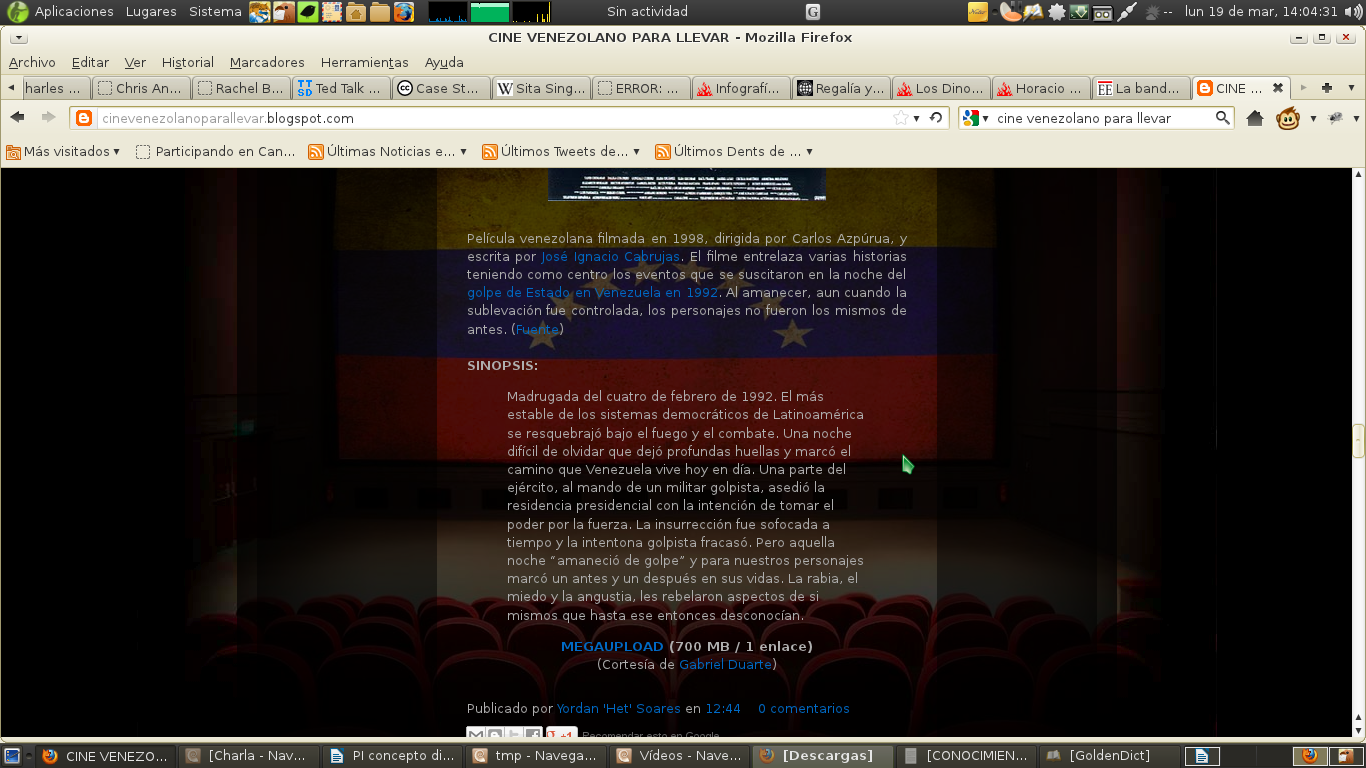 Aplicaciones Lugares Sistema Sin actividad G lun 19 de mar, 14:04:31
CINE VENEZOLANO PARA LLEVAR - Mozilla Firefox
Archivo Editar Ver Historial Marcadores Herramientas Ayuda
harles ... Chris An... Rachel B... Ted Talk ... Case St... Sita Sing... ERROR: ... Infografí... Regalía y... Los Dino... Horacio ... La band... CINE ...
cinevenezolanoparallevar.blogspot.com cine venezolano para llevar
Más visitados Participando en Can... Últimas Noticias e... Últimos Tweets de... Últimos Dents de ...
Película venezolana filmada en 1998, dirigida por Carlos Azpúrua, y
escrita por José Ignacio Cabrujas. El filme entrelaza varias historias
teniendo como centro los eventos que se suscitaron en la noche del
golpe de Estado en Venezuela en 1992. Al amanecer, aun cuando la
sublevación fue controlada, los personajes no fueron los mismos de
antes. (Fuente)
SINOPSIS:
Madrugada del cuatro de febrero de 1992. El más
estable de los sistemas democráticos de Latinoamérica
se resquebrajó bajo el fuego y el combate. Una noche
difícil de olvidar que dejó profundas huellas y marcó el
camino que Venezuela vive hoy en día. Una parte del
ejército, al mando de un militar golpista, asedió la
residencia presidencial con la intención de tomar el
poder por la fuerza. La insurrección fue sofocada a
tiempo y la intentona golpista fracasó. Pero aquella
noche “amaneció de golpe” y para nuestros personajes
marcó un antes y un después en sus vidas. La rabia, el
miedo y la angustia, les rebelaron aspectos de si
mismos que hasta ese entonces desconocían.
MEGAUPLOAD (700 MB / 1 enlace)
(Cortesía de Gabriel Duarte)
Publicado por Yordan 'Het' Soares en 12:44 0 comentarios
+1 Recomendar esto en Google
CINE VENEZO... [Charla - Nav... PI concepto di... tmp - Navega... Vídeos - Nave... [Descargas] [CONOCIMIEN... [GoldenDict]